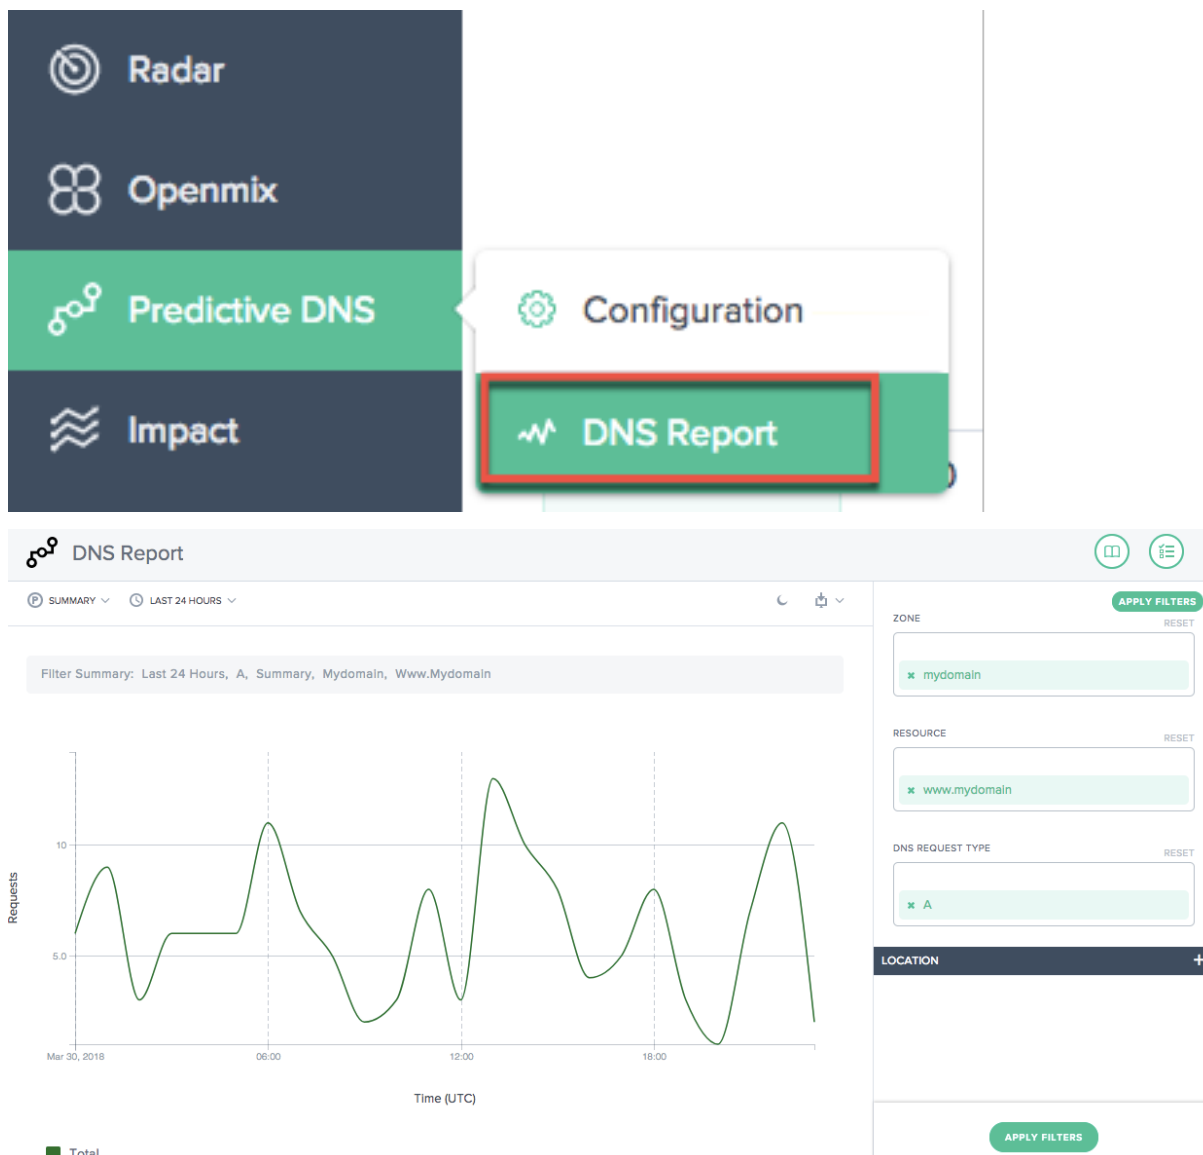 Radar
Openmix
Predictive DNS
Configuration
Impact
DNS Report
DNS Report
SUMMARY
LAST 24 HOURS
APPLY FILTERS
ZONE
RESET
Filter Summary: Last 24 Hours, A, Summary, Mydomain, Www.Mydomain
× mydomain
RESOURCE
RESET
× www.mydomain
DNS REQUEST TYPE
RESET
× A
LOCATION +
Requests
10
5.0
Mar 30, 2018
06:00
12:00
18:00
Time (UTC)
Total
APPLY FILTERS